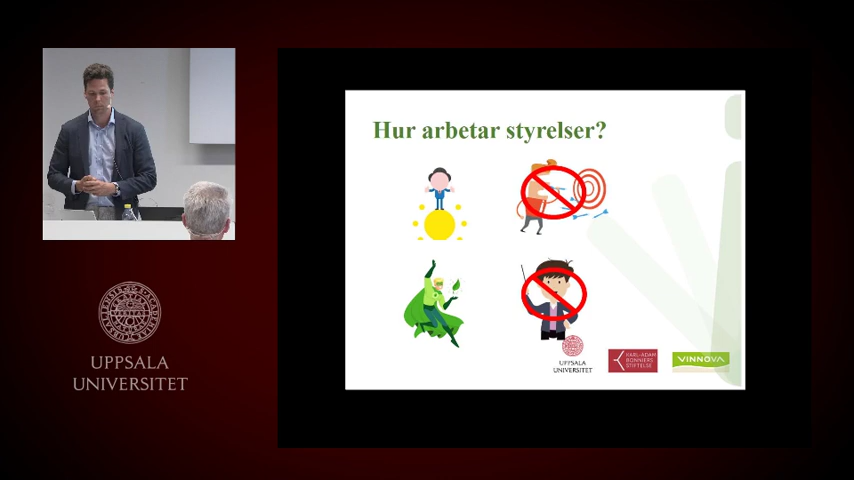 Hur arbetar styrelser?
UPPSALA
UNIVERSITET
UPPSALA
UNIVERSITET
KARL-ADAM
BONNIERS
STIFTELSE
VINNOVA